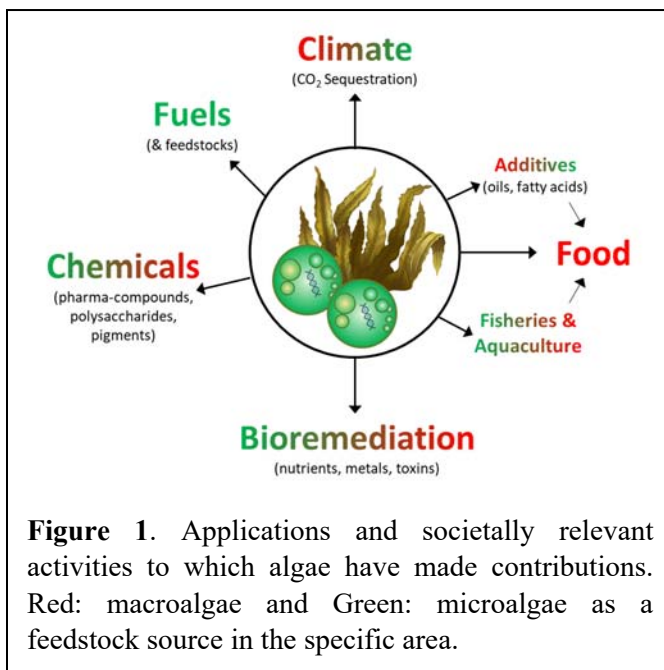 Climate
(CO₂ Sequestration)
Fuels
(& feedstocks)
Additives
(oils, fatty acids)
Food
Chemicals
(pharma-compounds,
polysaccharides,
pigments)
Fisheries &
Aquaculture
Bioremediation
(nutrients, metals, toxins)
Figure 1. Applications and societally relevant
activities to which algae have made contributions.
Red: macroalgae and Green: microalgae as a
feedstock source in the specific area.